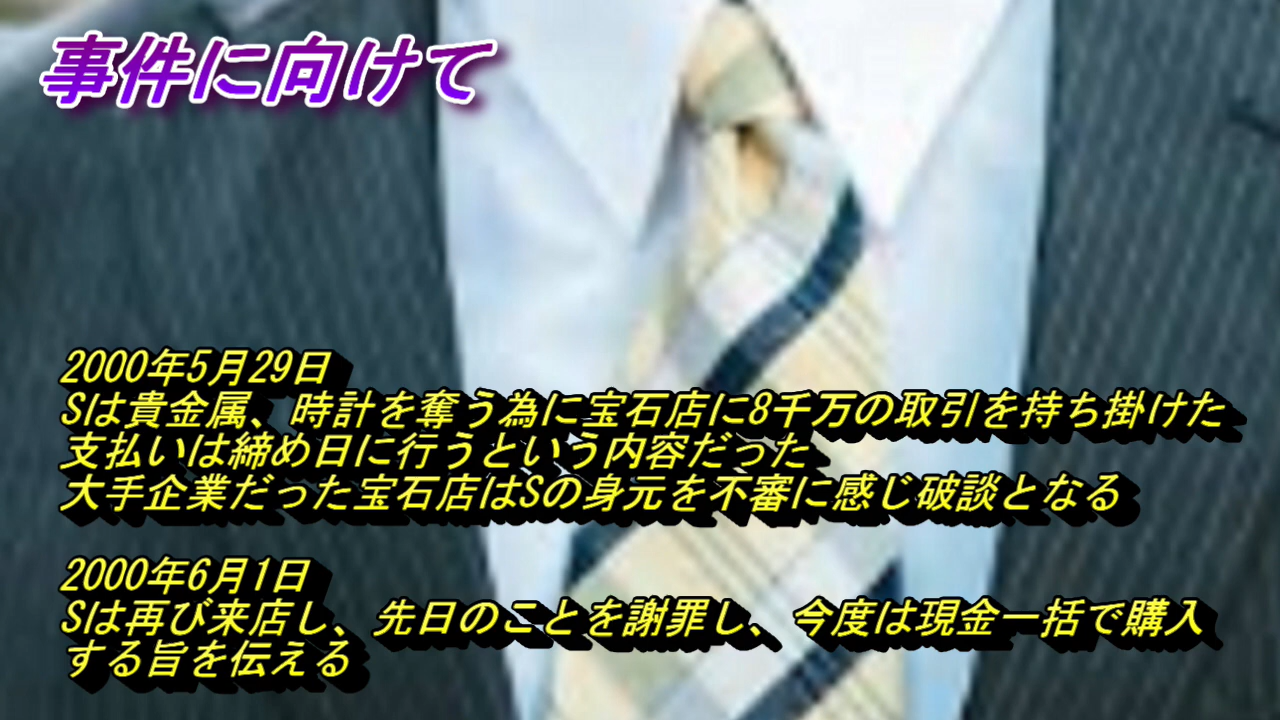 事件に向けて
2000年5月29日
Sは貴金属、時計を奪う為に宝石店に8千万の取引を持ち掛けた
支払いは締め日に行うという内容だった
大手企業だった宝石店はSの身元を不審に感じ破談となる
2000年6月1日
Sは再び来店し、先日のことを謝罪し、今度は現金一括で購入
する旨を伝える